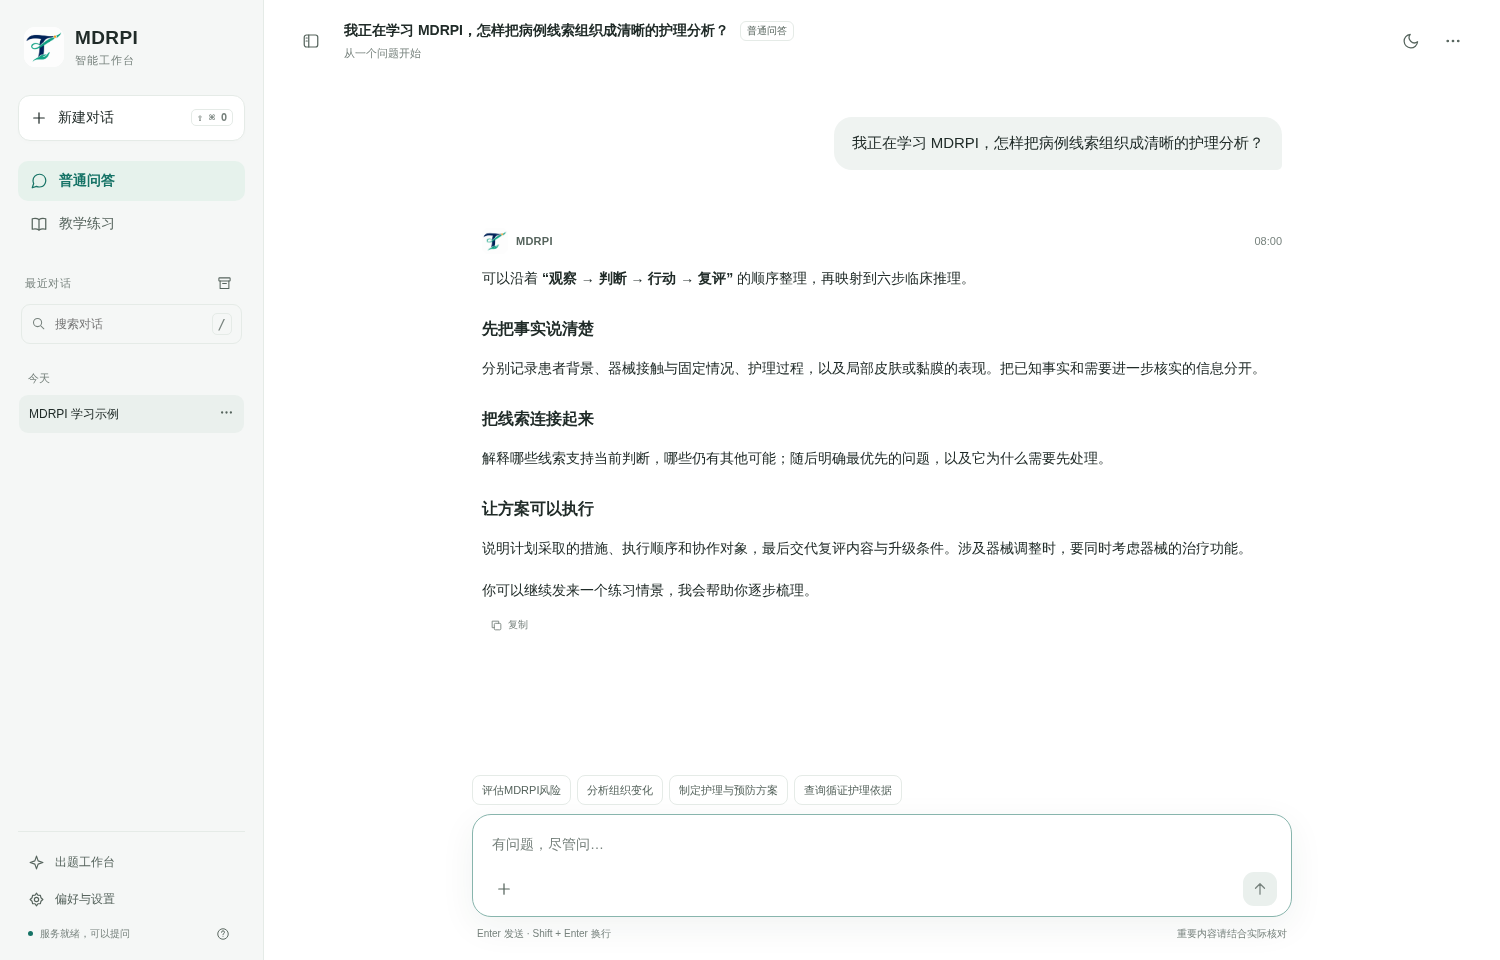 MDRPI
智能工作台
新建对话
⇧ ⌘ O
普通问答
教学练习
最近对话
搜索对话
/
今天
MDRPI 学习示例
出题工作台
偏好与设置
服务就绪，可以提问
我正在学习 MDRPI，怎样把病例线索组织成清晰的护理分析？
普通问答
从一个问题开始
我正在学习 MDRPI，怎样把病例线索组织成清晰的护理分析？
MDRPI
08:00
可以沿着 “观察 → 判断 → 行动 → 复评” 的顺序整理，再映射到六步临床推理。
先把事实说清楚
分别记录患者背景、器械接触与固定情况、护理过程，以及局部皮肤或黏膜的表现。把已知事实和需要进一步核实的信息分开。
把线索连接起来
解释哪些线索支持当前判断，哪些仍有其他可能；随后明确最优先的问题，以及它为什么需要先处理。
让方案可以执行
说明计划采取的措施、执行顺序和协作对象，最后交代复评内容与升级条件。涉及器械调整时，要同时考虑器械的治疗功能。
你可以继续发来一个练习情景，我会帮助你逐步梳理。
复制
评估MDRPI风险
分析组织变化
制定护理与预防方案
查询循证护理依据
有问题，尽管问…
Enter 发送 · Shift + Enter 换行
重要内容请结合实际核对